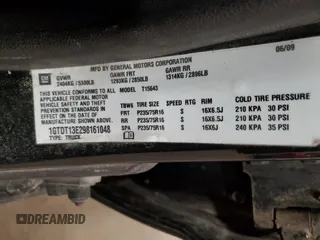 MFD BY GENERAL MOTORS CORPORATION
06/09
GM
GVWR GAWR FRT GAWR RR
2404KG / 5300LB 1293KG / 2850LB 1314KG / 2896LB
THIS VEHICLE CONFORMS TO ALL
APPLICABLE FEDERAL MOTOR
VEHICLE SAFETY AND THEFT
PREVENTION STANDARDS
IN EFFECT ON THE DATE OF
MANUFACTURE SHOWN ABOVE.
1GTDT13E298161048
TYPE: TRUCK
MODEL: T15643
COLD TIRE PRESSURE
TBWR TIRE SIZE SPEED RTG RIM
FRT P235/75R16 S 16X6.5J 210 KPA 30 PSI
RR P235/75R16 S 16X6.5J 210 KPA 30 PSI
SPA P235/75R16 S 16X6J 240 KPA 35 PSI
DREAMBID